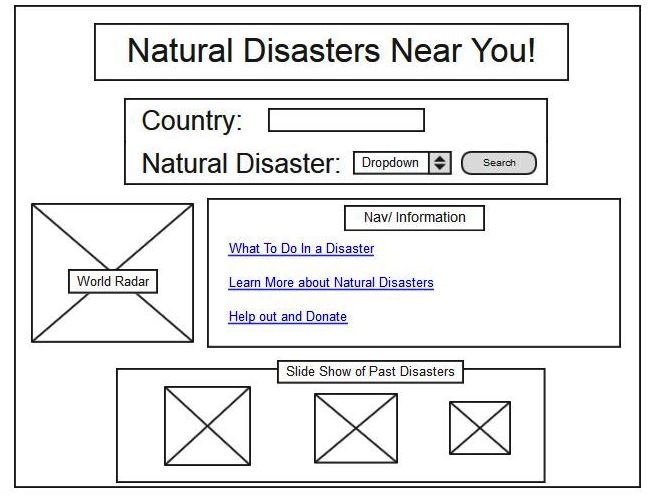 Natural Disasters Near You!
Country:
Natural Disaster: Dropdown Search
Nav/ Information
What To Do In a Disaster
Learn More about Natural Disasters
Help out and Donate
World Radar
Slide Show of Past Disasters